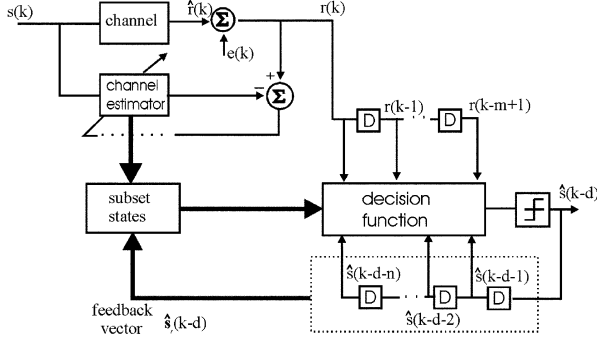 s(k)
channel
r̂(k)
Σ
e(k)
r(k)
channel
estimator
−
+
Σ
D
r(k-1)
D
r(k-m+1)
subset
states
decision
function
ŝ(k-d)
ŝ(k-d-n)
ŝ(k-d-1)
D
D
D
ŝ(k-d-2)
feedback
vector
ŝ,(k-d)